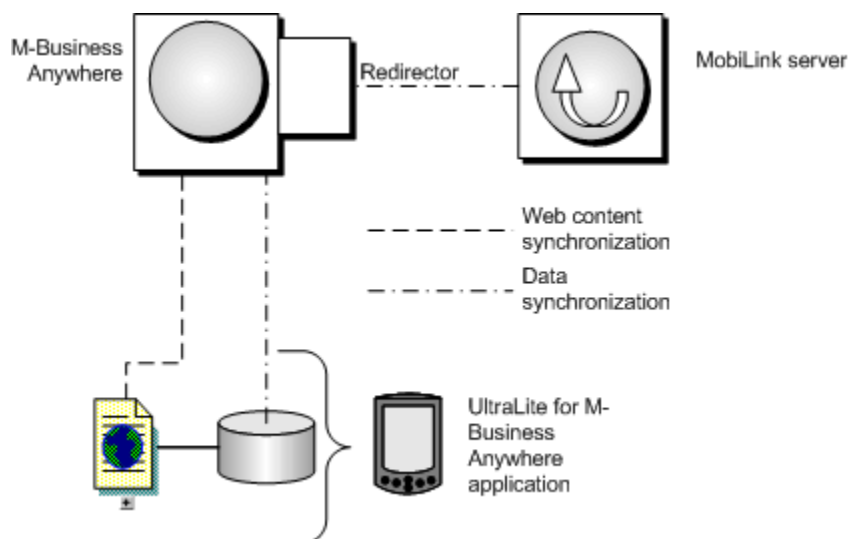 M-Business
Anywhere
Redirector
MobiLink server
Web content
synchronization
Data
synchronization
UltraLite for M-
Business
Anywhere
application